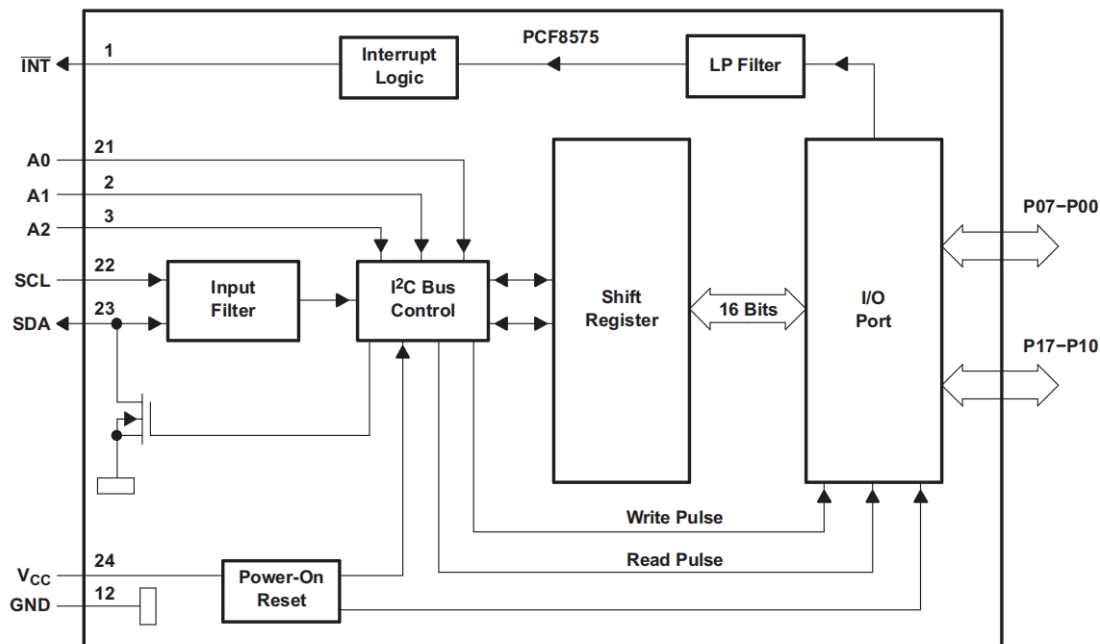 PCF8575
INT 1
Interrupt
Logic
LP Filter
A0 21
A1 2
A2 3
SCL 22
SDA 23
Input
Filter
I²C Bus
Control
Shift
Register
16 Bits
I/O
Port
P07–P00
P17–P10
Write Pulse
Read Pulse
VCC 24
GND 12
Power-On
Reset